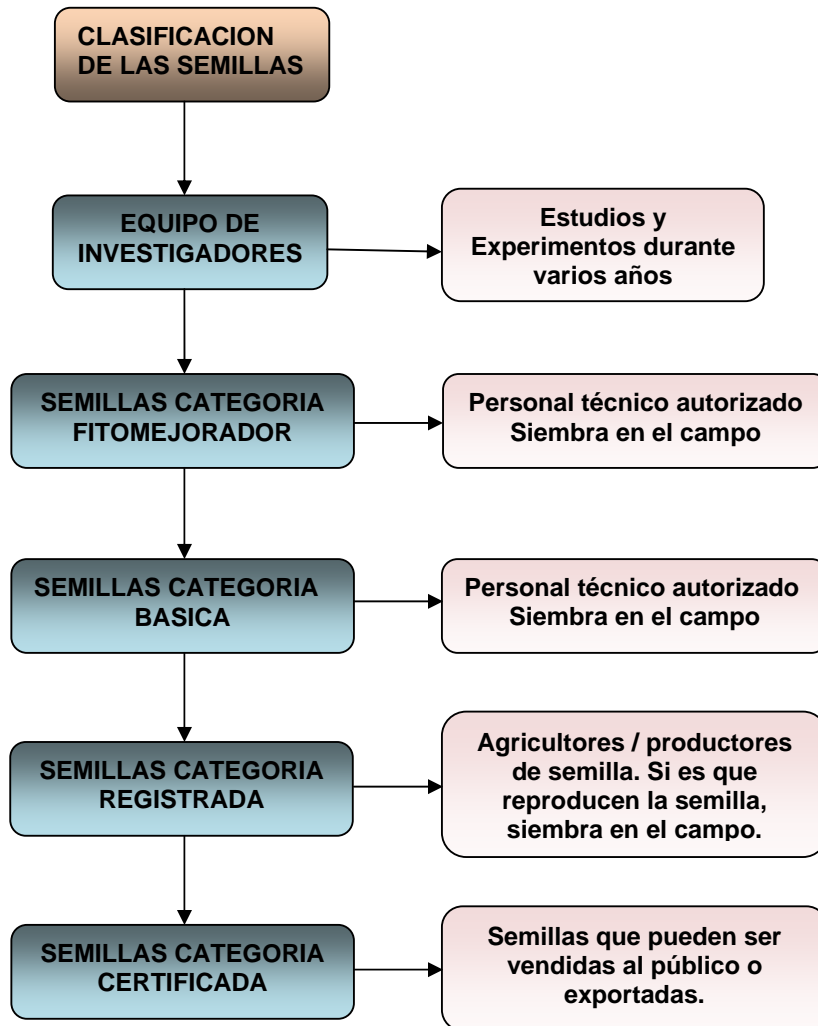 CLASIFICACION
DE LAS SEMILLAS
EQUIPO DE
INVESTIGADORES
Estudios y
Experimentos durante
varios años
SEMILLAS CATEGORIA
FITOMEJORADOR
Personal técnico autorizado
Siembra en el campo
SEMILLAS CATEGORIA
BASICA
Personal técnico autorizado
Siembra en el campo
SEMILLAS CATEGORIA
REGISTRADA
Agricultores / productores
de semilla. Si es que
reproducen la semilla,
siembra en el campo.
SEMILLAS CATEGORIA
CERTIFICADA
Semillas que pueden ser
vendidas al público o
exportadas.